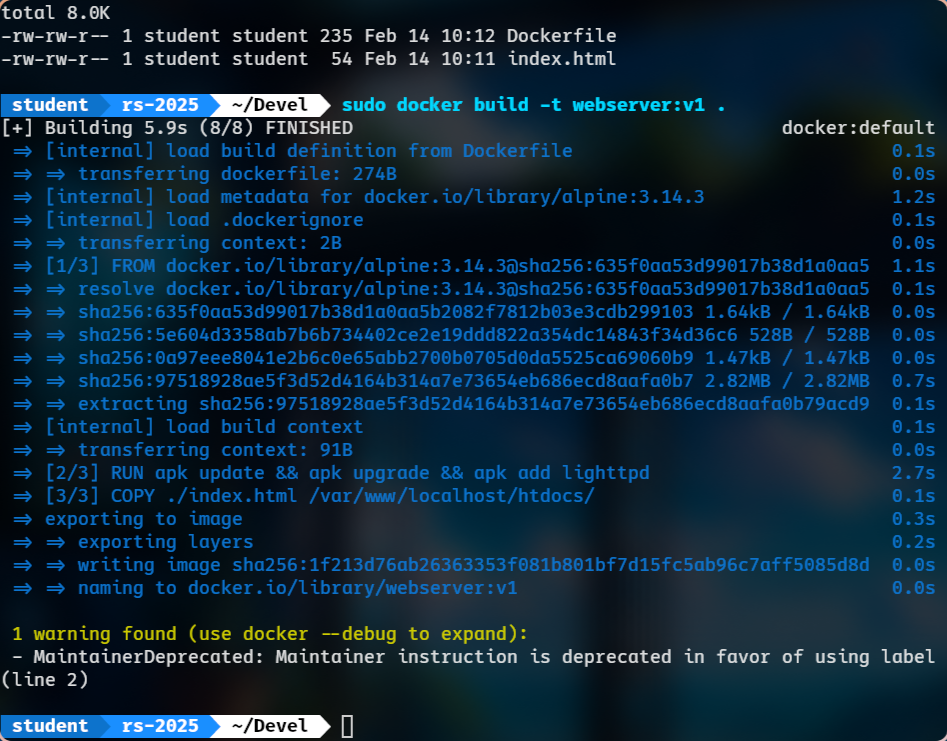 total 8.0K
-rw-rw-r-- 1 student student 235 Feb 14 10:12 Dockerfile
-rw-rw-r-- 1 student student  54 Feb 14 10:11 index.html
student rs-2025 ~/Devel sudo docker build -t webserver:v1 .
[+] Building 5.9s (8/8) FINISHED docker:default
=> [internal] load build definition from Dockerfile 0.1s
=> => transferring dockerfile: 274B 0.0s
=> [internal] load metadata for docker.io/library/alpine:3.14.3 1.2s
=> [internal] load .dockerignore 0.1s
=> => transferring context: 2B 0.0s
=> [1/3] FROM docker.io/library/alpine:3.14.3@sha256:635f0aa53d99017b38d1a0aa5 1.1s
=> => resolve docker.io/library/alpine:3.14.3@sha256:635f0aa53d99017b38d1a0aa5 0.1s
=> => sha256:635f0aa53d99017b38d1a0aa5b2082f7812b03e3cdb299103 1.64kB / 1.64kB 0.0s
=> => sha256:5e604d3358ab7b6b734402ce2e19ddd822a354dc14843f34d36c6 528B / 528B 0.0s
=> => sha256:0a97eee8041e2b6c0e65abb2700b0705d0da5525ca69060b9 1.47kB / 1.47kB 0.0s
=> => sha256:97518928ae5f3d52d4164b314a7e73654eb686ecd8aafa0b7 2.82MB / 2.82MB 0.7s
=> => extracting sha256:97518928ae5f3d52d4164b314a7e73654eb686ecd8aafa0b79acd9 0.1s
=> [internal] load build context 0.1s
=> => transferring context: 91B 0.0s
=> [2/3] RUN apk update && apk upgrade && apk add lighttpd 2.7s
=> [3/3] COPY ./index.html /var/www/localhost/htdocs/ 0.1s
=> exporting to image 0.3s
=> => exporting layers 0.2s
=> => writing image sha256:1f213d76ab26363353f081b801bf7d15fc5ab96c7aff5085d8d 0.0s
=> => naming to docker.io/library/webserver:v1 0.0s
1 warning found (use docker --debug to expand):
- MaintainerDeprecated: Maintainer instruction is deprecated in favor of using label
(line 2)
student rs-2025 ~/Devel